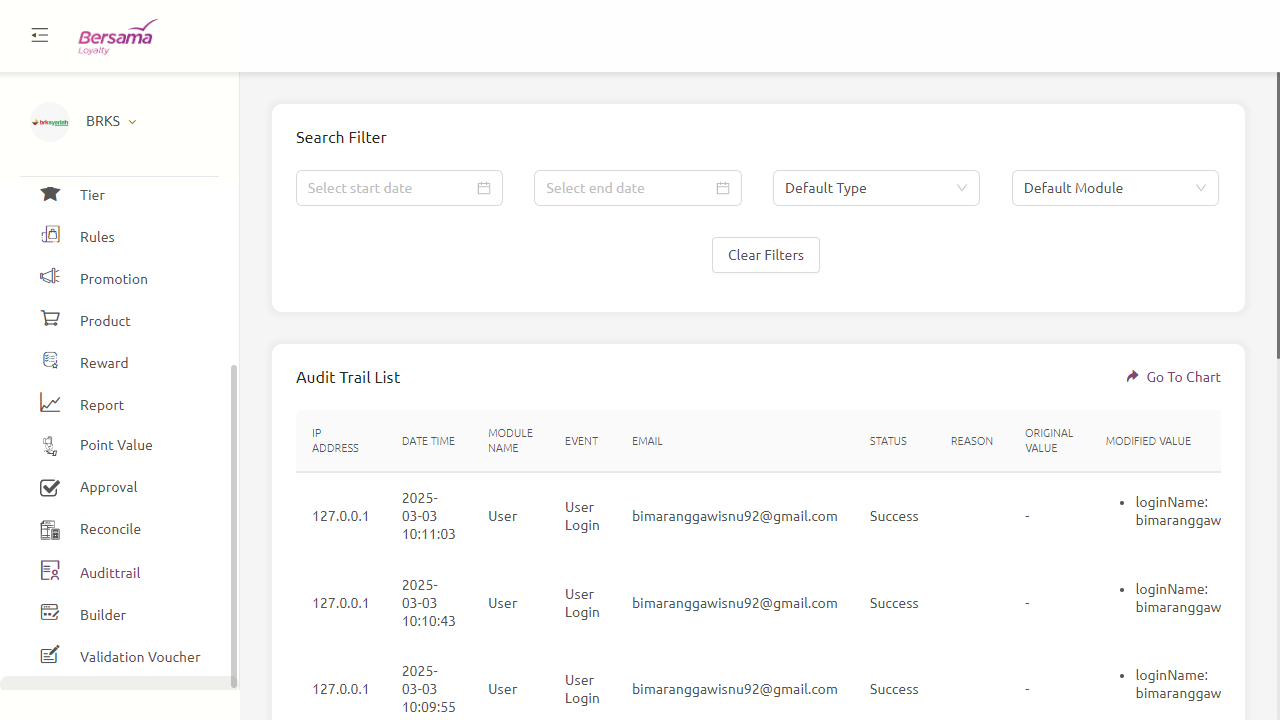 Bersama
Loyalty
brksyariah
BRKS
Tier
Rules
Promotion
Product
Reward
Report
Point Value
Approval
Reconcile
Audittrail
Builder
Validation Voucher
Search Filter
Select start date
Select end date
Default Type
Default Module
Clear Filters
Audit Trail List
Go To Chart
IP ADDRESS DATE TIME MODULE NAME EVENT EMAIL STATUS REASON ORIGINAL VALUE MODIFIED VALUE
127.0.0.1 2025-03-03 10:11:03 User User Login bimaranggawisnu92@gmail.com Success - loginName: bimaranggaw
127.0.0.1 2025-03-03 10:10:43 User User Login bimaranggawisnu92@gmail.com Success - loginName: bimaranggaw
127.0.0.1 2025-03-03 10:09:55 User User Login bimaranggawisnu92@gmail.com Success - loginName: bimaranggaw